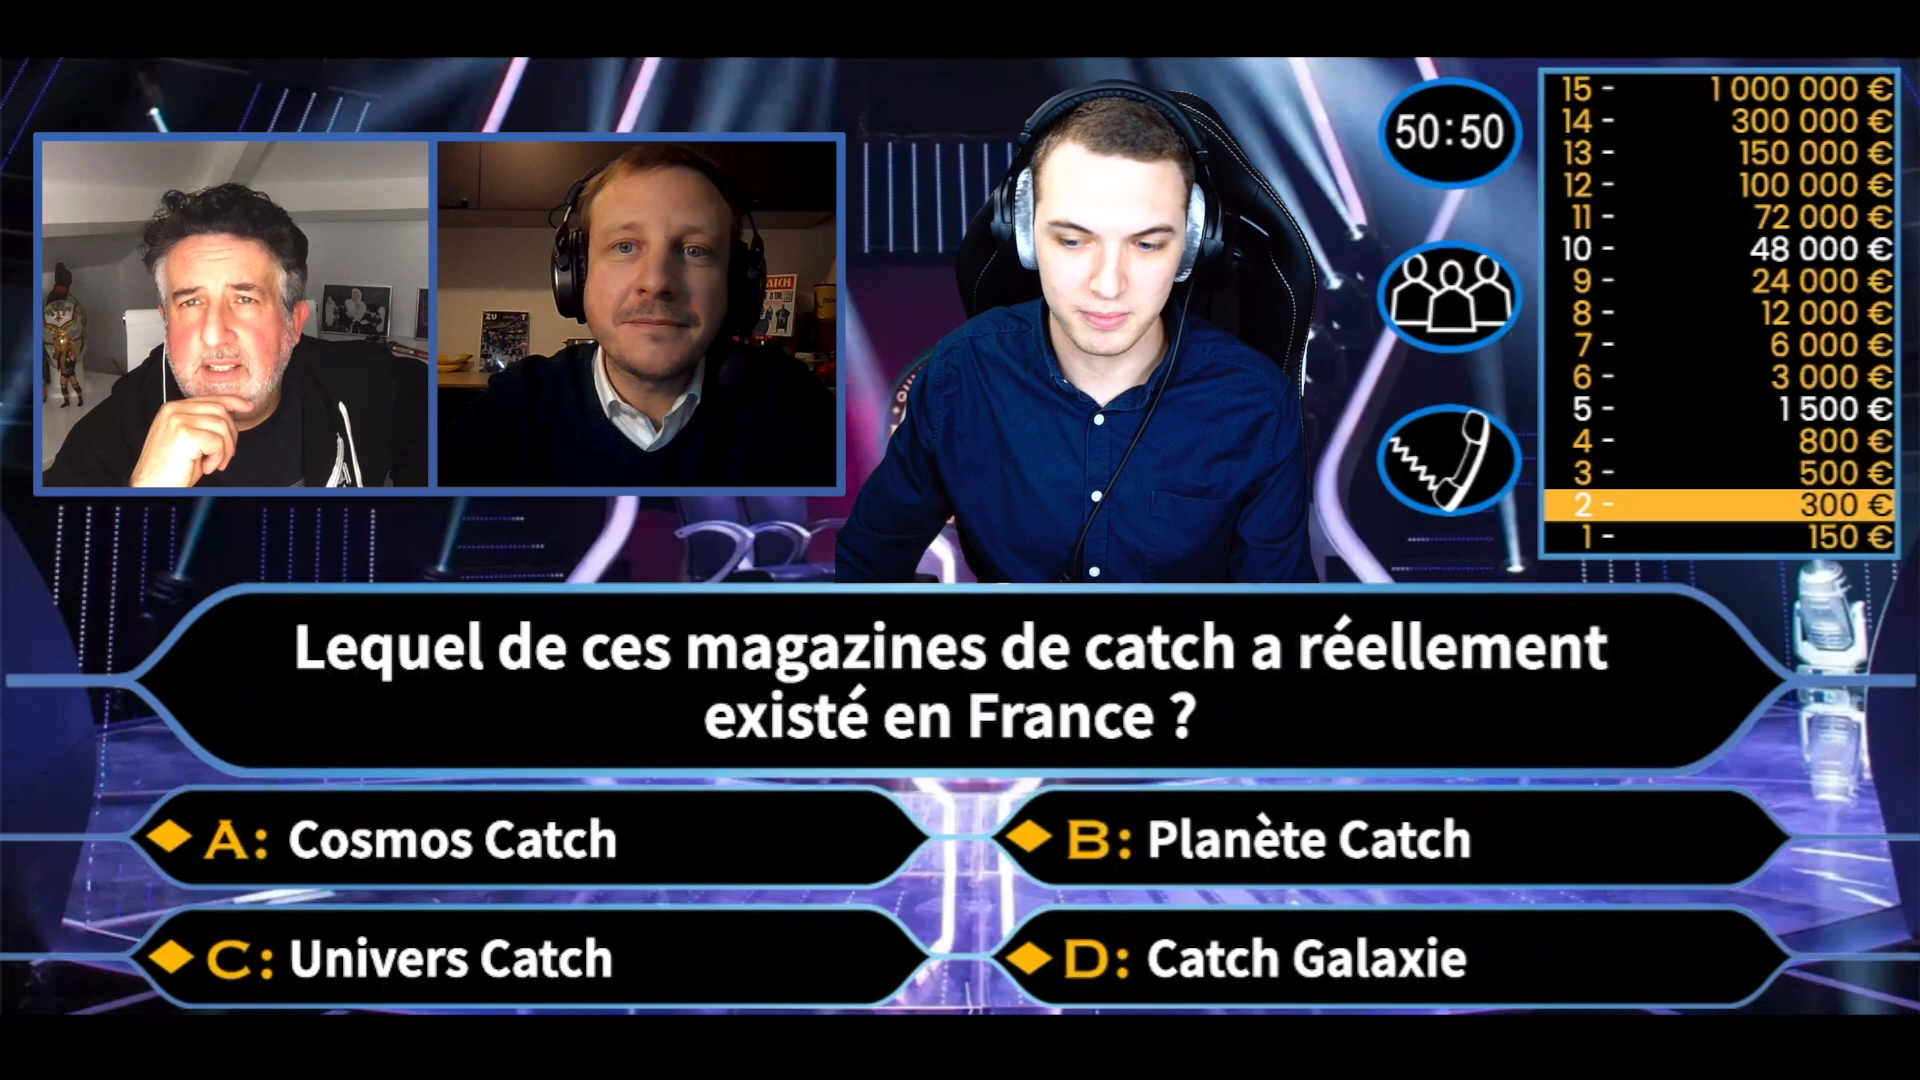 50:50
15 - 1 000 000 €
14 - 300 000 €
13 - 150 000 €
12 - 100 000 €
11 - 72 000 €
10 - 48 000 €
9 - 24 000 €
8 - 12 000 €
7 - 6 000 €
6 - 3 000 €
5 - 1 500 €
4 - 800 €
3 - 500 €
2 - 300 €
1 - 150 €
Lequel de ces magazines de catch a réellement
existé en France ?
A: Cosmos Catch
B: Planète Catch
C: Univers Catch
D: Catch Galaxie